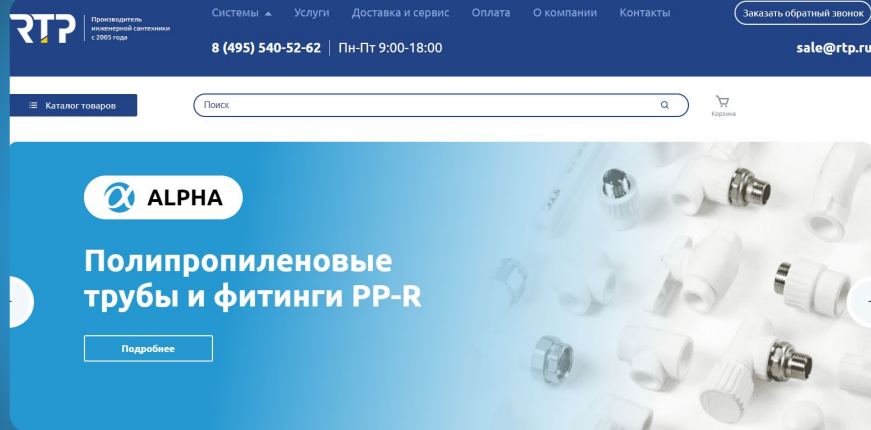 RTP
Производитель
инженерной сантехники
с 2005 года
Системы
Услуги
Доставка и сервис
Оплата
О компании
Контакты
Заказать обратный звонок
8 (495) 540-52-62
Пн-Пт 9:00-18:00
sale@rtp.ru
Каталог товаров
Поиск
Корзина
ALPHA
Полипропиленовые
трубы и фитинги PP-R
Подробнее